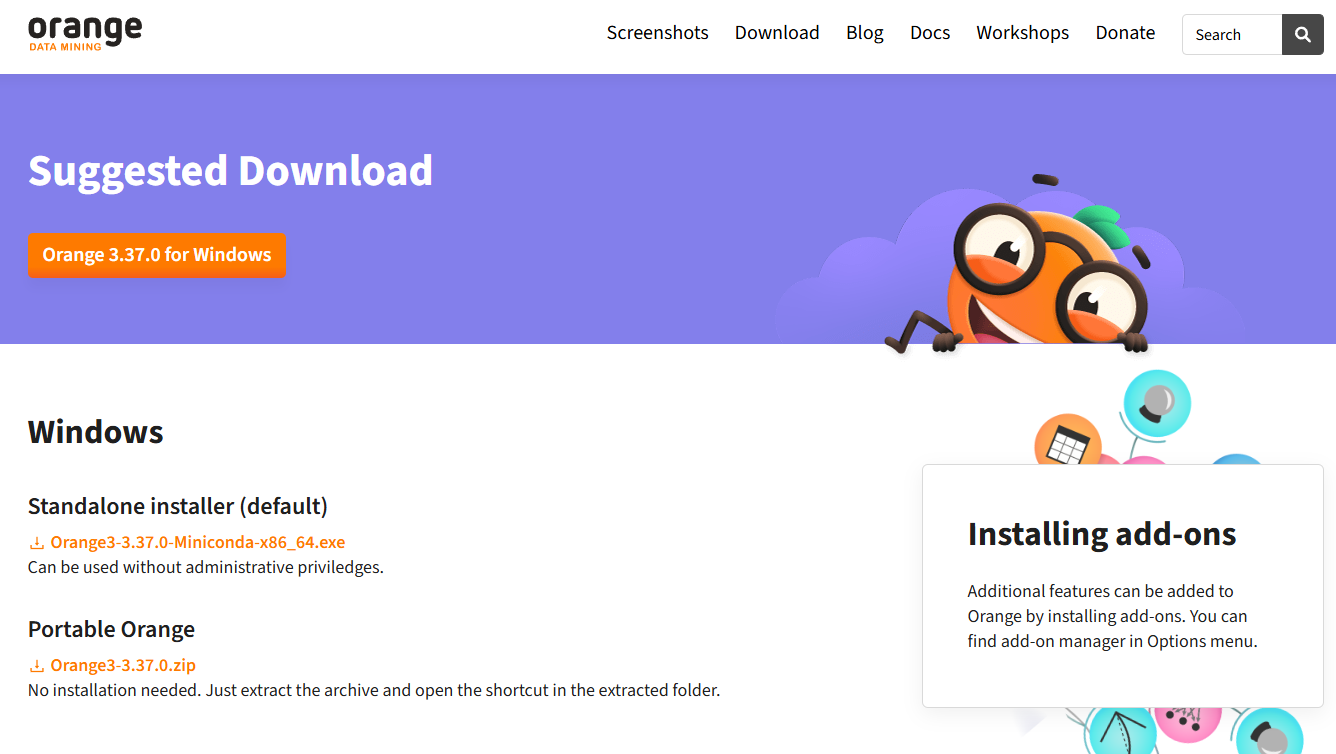 orange
DATA MINING
Screenshots Download Blog Docs Workshops Donate Search
Suggested Download
Orange 3.37.0 for Windows
Windows
Standalone installer (default)
Orange3-3.37.0-Miniconda-x86_64.exe
Can be used without administrative priviledges.
Portable Orange
Orange3-3.37.0.zip
No installation needed. Just extract the archive and open the shortcut in the extracted folder.
Installing add-ons
Additional features can be added to
Orange by installing add-ons. You can
find add-on manager in Options menu.